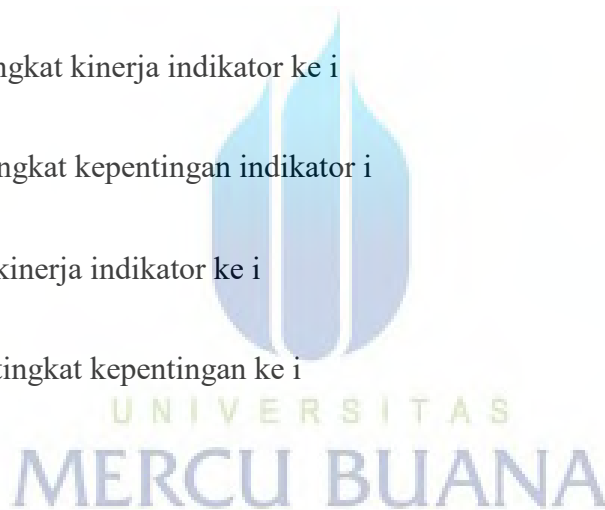 ngkat kinerja indikator ke i
ngkat kepentingan indikator i
kinerja indikator ke i
tingkat kepentingan ke i
UNIVERSITAS
MERCU BUANA